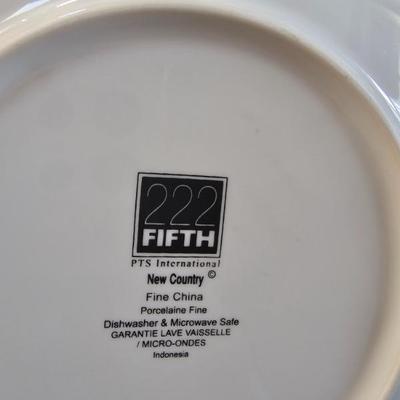 222
FIFTH
PTS International
New Country ©
Fine China
Porcelaine Fine
Dishwasher & Microwave Safe
GARANTIE LAVE VAISSELLE
/ MICRO-ONDES
Indonesia